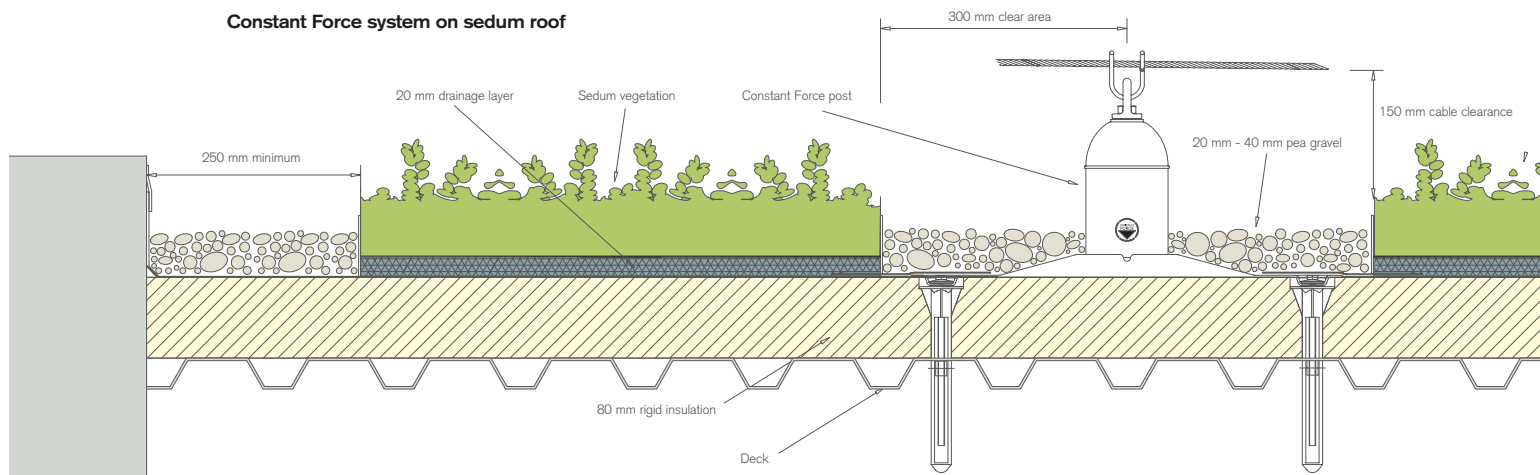 Constant Force system on sedum roof
300 mm clear area
20 mm drainage layer
Sedum vegetation
Constant Force post
150 mm cable clearance
20 mm - 40 mm pea gravel
250 mm minimum
80 mm rigid insulation
Deck